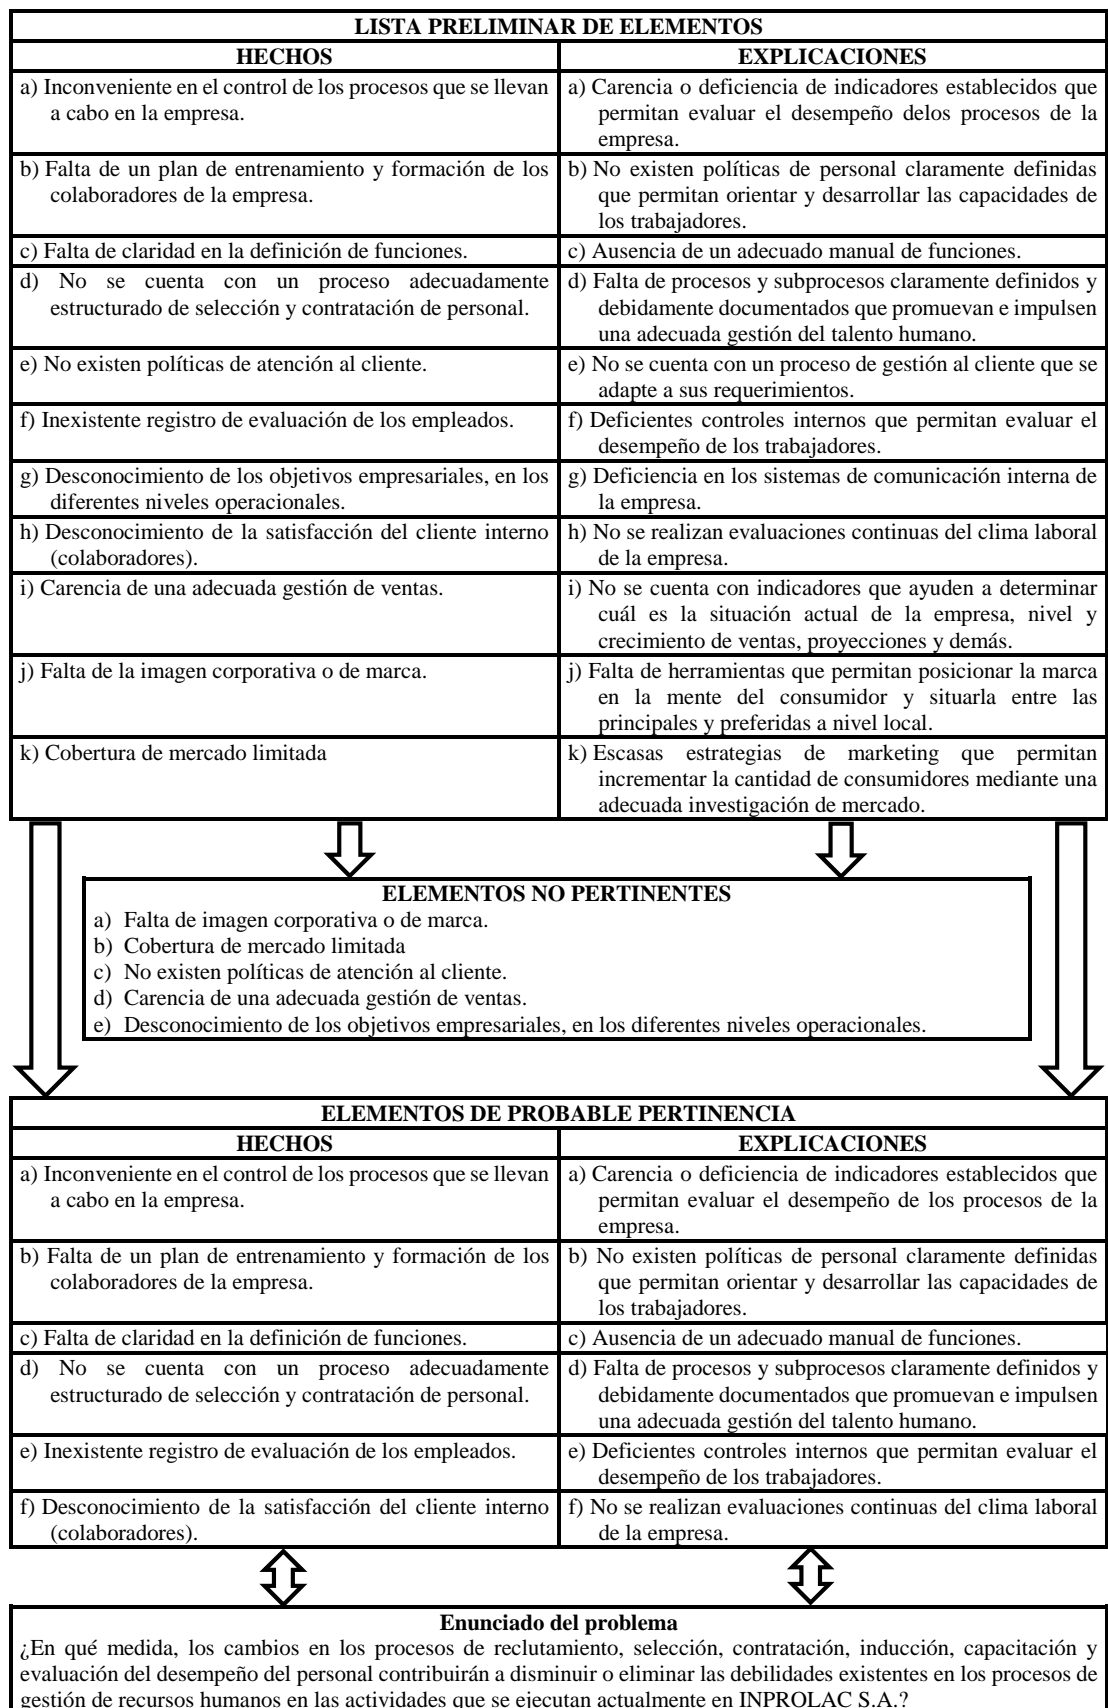 LISTA PRELIMINAR DE ELEMENTOS
HECHOS
EXPLICACIONES
a) Inconveniente en el control de los procesos que se llevan
a cabo en la empresa.
a) Carencia o deficiencia de indicadores establecidos que
permitan evaluar el desempeño delos procesos de la
empresa.
b) Falta de un plan de entrenamiento y formación de los
colaboradores de la empresa.
b) No existen políticas de personal claramente definidas
que permitan orientar y desarrollar las capacidades de
los trabajadores.
c) Falta de claridad en la definición de funciones.
c) Ausencia de un adecuado manual de funciones.
d) No se cuenta con un proceso adecuadamente
estructurado de selección y contratación de personal.
d) Falta de procesos y subprocesos claramente definidos y
debidamente documentados que promuevan e impulsen
una adecuada gestión del talento humano.
e) No existen políticas de atención al cliente.
e) No se cuenta con un proceso de gestión al cliente que se
adapte a sus requerimientos.
f) Inexistente registro de evaluación de los empleados.
f) Deficientes controles internos que permitan evaluar el
desempeño de los trabajadores.
g) Desconocimiento de los objetivos empresariales, en los
diferentes niveles operacionales.
g) Deficiencia en los sistemas de comunicación interna de
la empresa.
h) Desconocimiento de la satisfacción del cliente interno
(colaboradores).
h) No se realizan evaluaciones continuas del clima laboral
de la empresa.
i) Carencia de una adecuada gestión de ventas.
i) No se cuenta con indicadores que ayuden a determinar
cuál es la situación actual de la empresa, nivel y
crecimiento de ventas, proyecciones y demás.
j) Falta de la imagen corporativa o de marca.
j) Falta de herramientas que permitan posicionar la marca
en la mente del consumidor y situarla entre las
principales y preferidas a nivel local.
k) Cobertura de mercado limitada
k) Escasas estrategias de marketing que permitan
incrementar la cantidad de consumidores mediante una
adecuada investigación de mercado.
ELEMENTOS NO PERTINENTES
a) Falta de imagen corporativa o de marca.
b) Cobertura de mercado limitada
c) No existen políticas de atención al cliente.
d) Carencia de una adecuada gestión de ventas.
e) Desconocimiento de los objetivos empresariales, en los diferentes niveles operacionales.
ELEMENTOS DE PROBABLE PERTINENCIA
HECHOS
EXPLICACIONES
a) Inconveniente en el control de los procesos que se llevan
a cabo en la empresa.
a) Carencia o deficiencia de indicadores establecidos que
permitan evaluar el desempeño de los procesos de la
empresa.
b) Falta de un plan de entrenamiento y formación de los
colaboradores de la empresa.
b) No existen políticas de personal claramente definidas
que permitan orientar y desarrollar las capacidades de
los trabajadores.
c) Falta de claridad en la definición de funciones.
c) Ausencia de un adecuado manual de funciones.
d) No se cuenta con un proceso adecuadamente
estructurado de selección y contratación de personal.
d) Falta de procesos y subprocesos claramente definidos y
debidamente documentados que promuevan e impulsen
una adecuada gestión del talento humano.
e) Inexistente registro de evaluación de los empleados.
e) Deficientes controles internos que permitan evaluar el
desempeño de los trabajadores.
f) Desconocimiento de la satisfacción del cliente interno
(colaboradores).
f) No se realizan evaluaciones continuas del clima laboral
de la empresa.
Enunciado del problema
¿En qué medida, los cambios en los procesos de reclutamiento, selección, contratación, inducción, capacitación y
evaluación del desempeño del personal contribuirán a disminuir o eliminar las debilidades existentes en los procesos de
gestión de recursos humanos en las actividades que se ejecutan actualmente en INPROLAC S.A.?